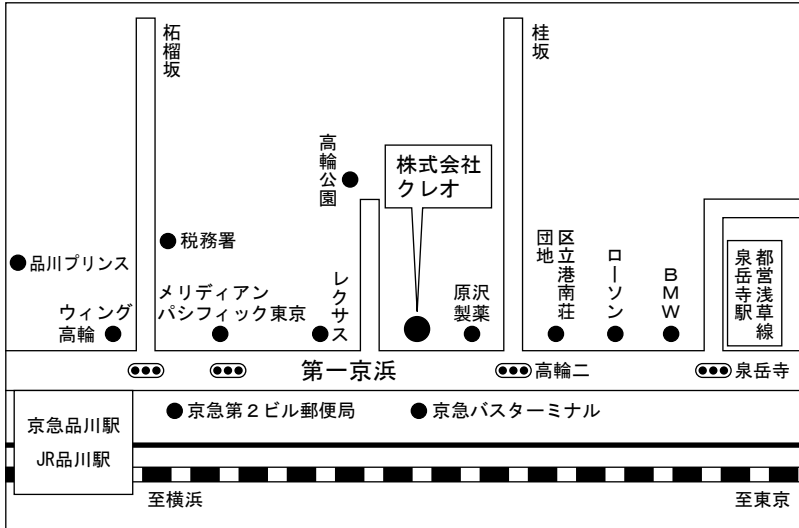 柘榴坂
桂坂
高輪公園
株式会社
クレオ
税務署
品川プリンス
ウィング
高輪
メリディアン
パシフィック東京
レクサス
原沢
製薬
区立港南荘
団地
ローソン
BMW
都営浅草線
泉岳寺駅
第一京浜
高輪二
泉岳寺
京急第2ビル郵便局
京急バスターミナル
京急品川駅
JR品川駅
至横浜
至東京